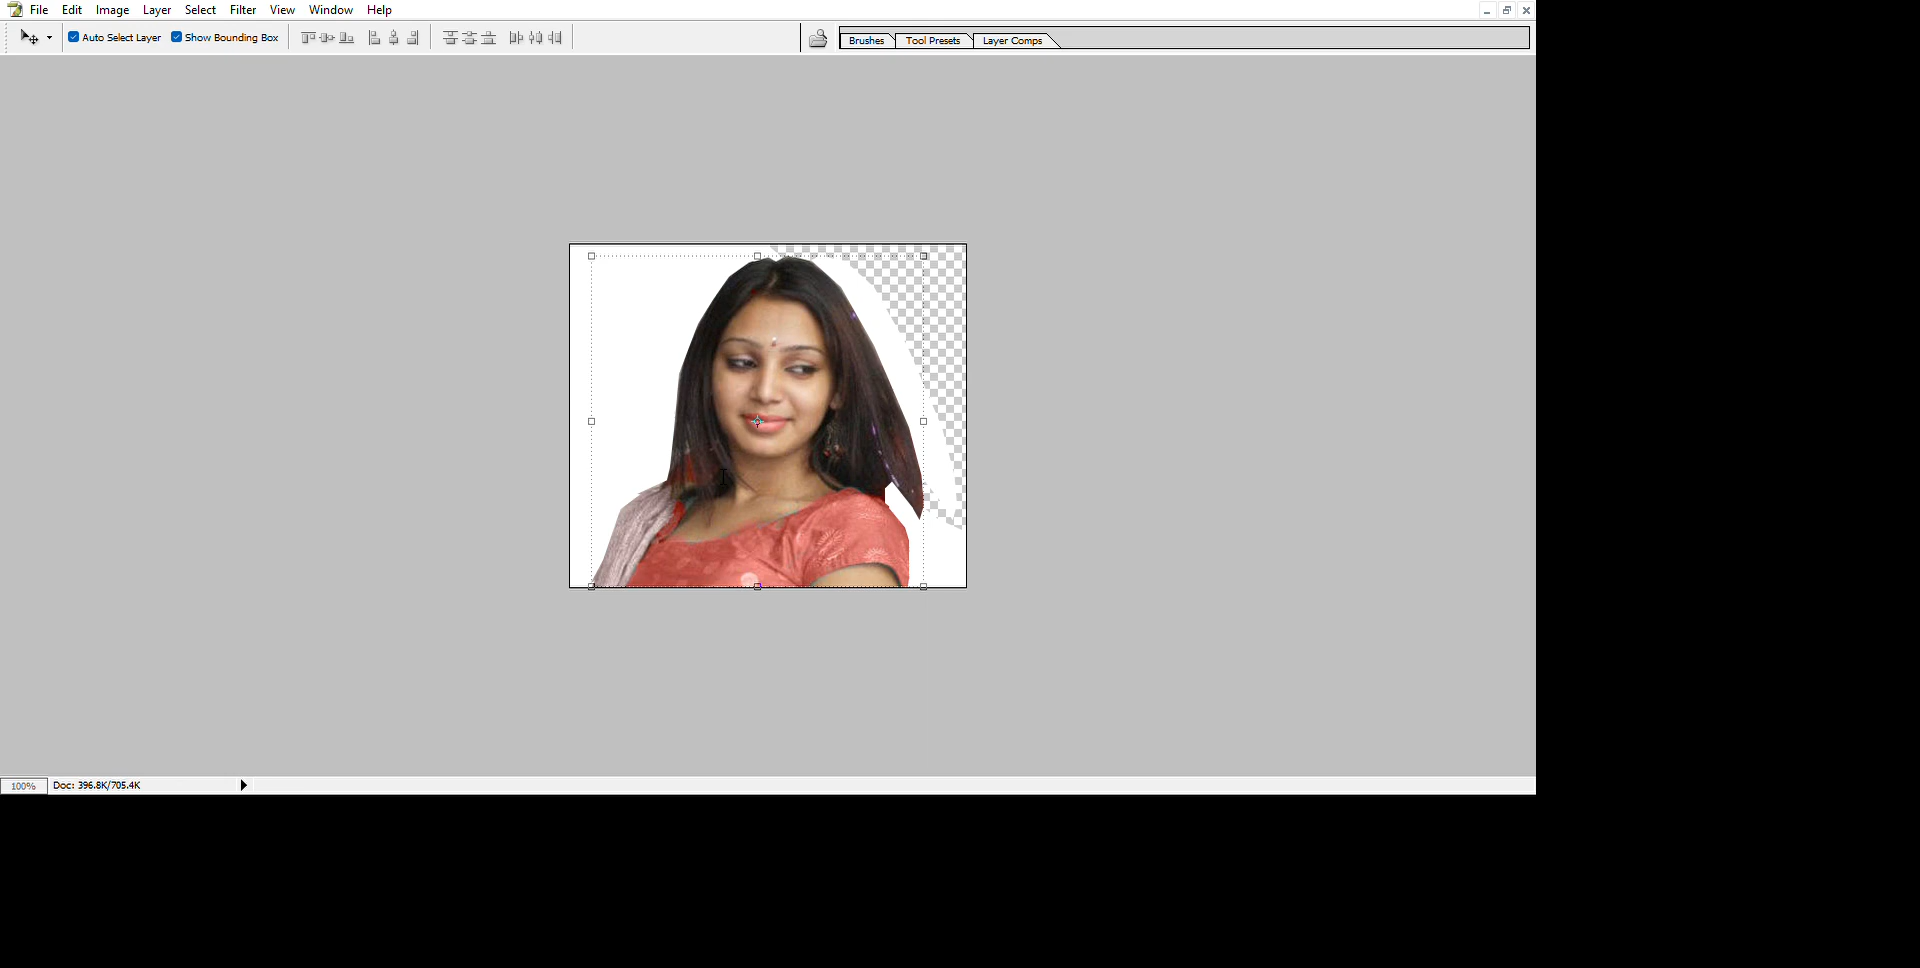 File Edit Image Layer Select Filter View Window Help
Auto Select Layer Show Bounding Box Brushes Tool Presets Layer Comps
100% Doc: 396.8K/705.4K